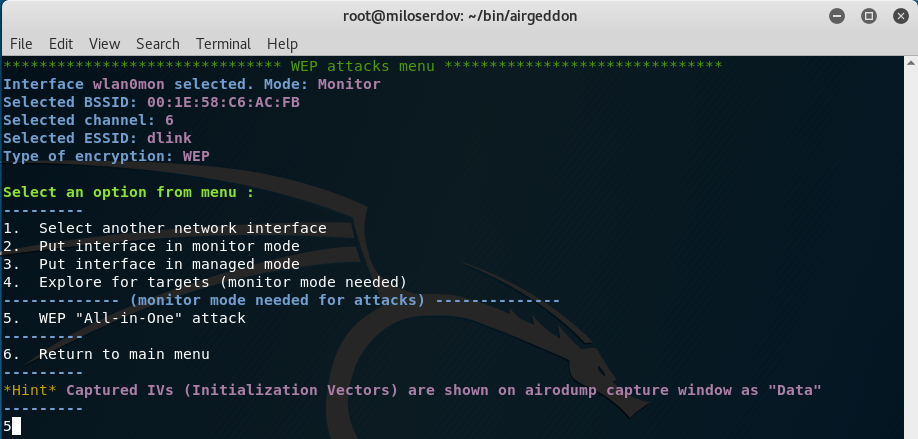 root@miloserdov: ~/bin/airgeddon
File Edit View Search Terminal Help
******************************* WEP attacks menu *******************************
Interface wlan0mon selected. Mode: Monitor
Selected BSSID: 00:1E:58:C6:AC:FB
Selected channel: 6
Selected ESSID: dlink
Type of encryption: WEP
Select an option from menu :
---------
1.  Select another network interface
2.  Put interface in monitor mode
3.  Put interface in managed mode
4.  Explore for targets (monitor mode needed)
------------- (monitor mode needed for attacks) --------------
5.  WEP "All-in-One" attack
---------
6.  Return to main menu
---------
*Hint* Captured IVs (Initialization Vectors) are shown on airodump capture window as "Data"
---------
5